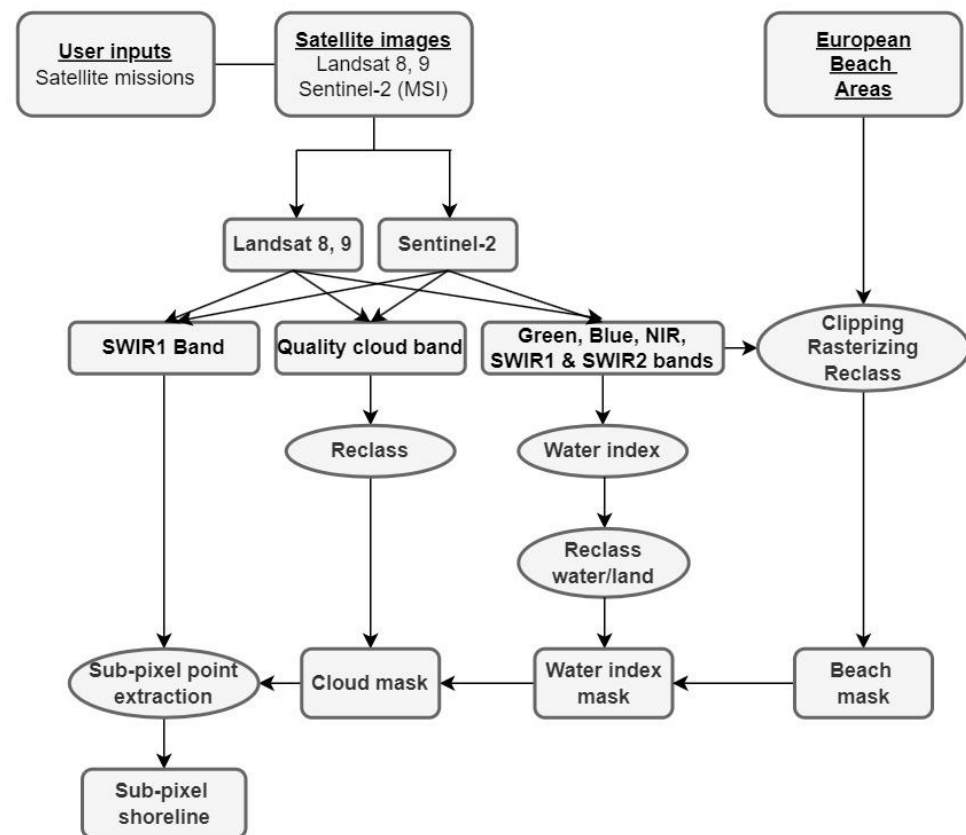 User inputs
Satellite missions
Satellite images
Landsat 8, 9
Sentinel-2 (MSI)
European
Beach
Areas
Landsat 8, 9
Sentinel-2
SWIR1 Band
Quality cloud band
Green, Blue, NIR,
SWIR1 & SWIR2 bands
Clipping
Rasterizing
Reclass
Reclass
Water index
Reclass
water/land
Sub-pixel point
extraction
Cloud mask
Water index
mask
Beach
mask
Sub-pixel
shoreline